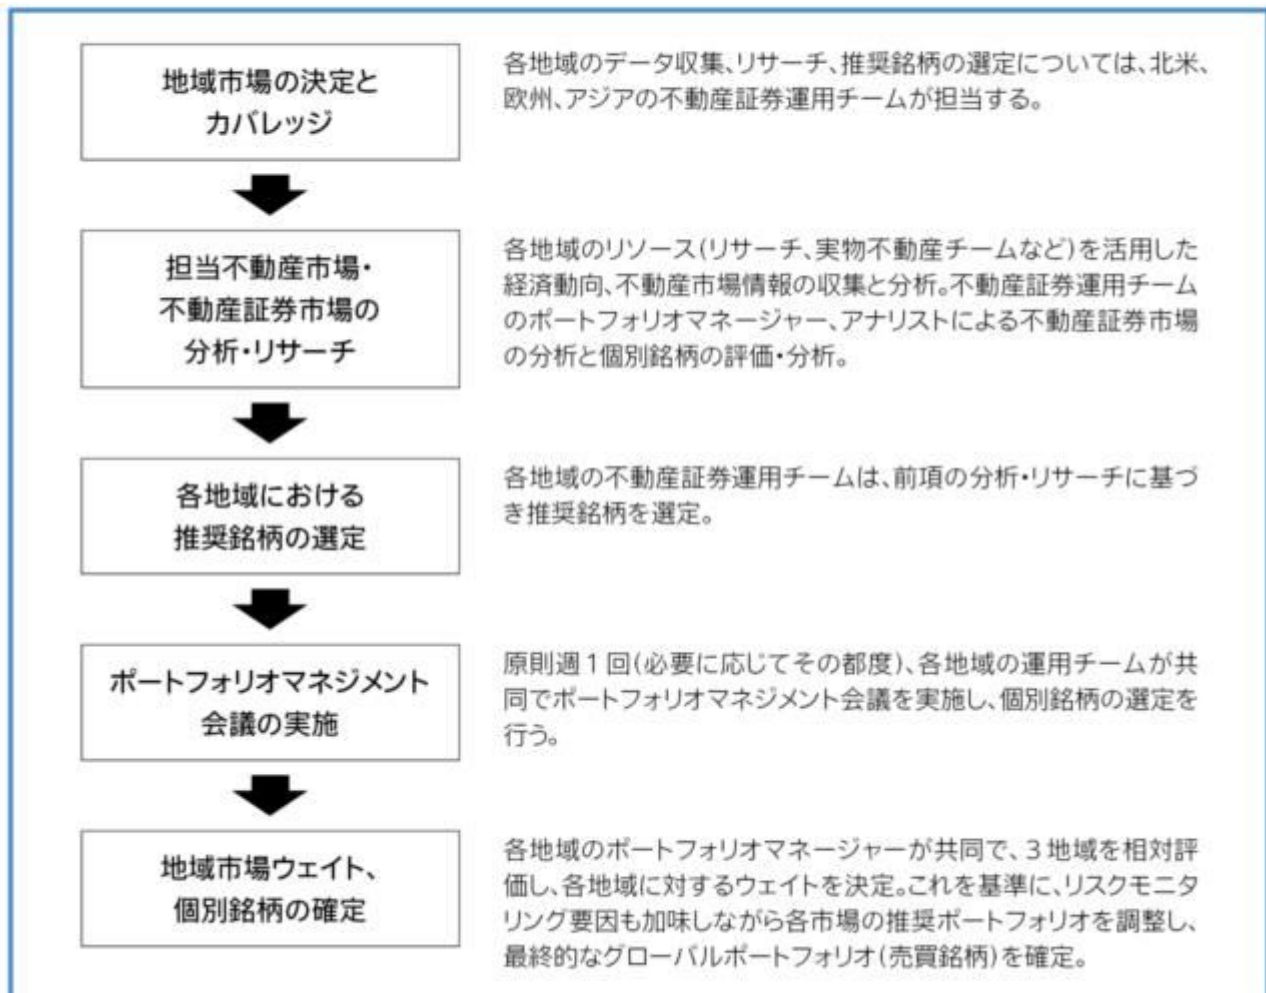 地域市場の決定と
カバレッジ
各地域のデータ収集、リサーチ、推奨銘柄の選定については、北米、
欧州、アジアの不動産証券運用チームが担当する。
担当不動産市場・
不動産証券市場の
分析・リサーチ
各地域のリソース(リサーチ、実物不動産チームなど)を活用した
経済動向、不動産市場情報の収集と分析。不動産証券運用チーム
のポートフォリオマネージャー、アナリストによる不動産証券市場
の分析と個別銘柄の評価・分析。
各地域における
推奨銘柄の選定
各地域の不動産証券運用チームは、前項の分析・リサーチに基づ
き推奨銘柄を選定。
ポートフォリオマネジメント
会議の実施
原則週1回(必要に応じてその都度)、各地域の運用チームが共
同でポートフォリオマネジメント会議を実施し、個別銘柄の選定を
行う。
地域市場ウェイト、
個別銘柄の確定
各地域のポートフォリオマネージャーが共同で、3地域を相対評
価し、各地域に対するウェイトを決定。これを基準に、リスクモニタ
リング要因も加味しながら各市場の推奨ポートフォリオを調整し、
最終的なグローバルポートフォリオ(売買銘柄)を確定。